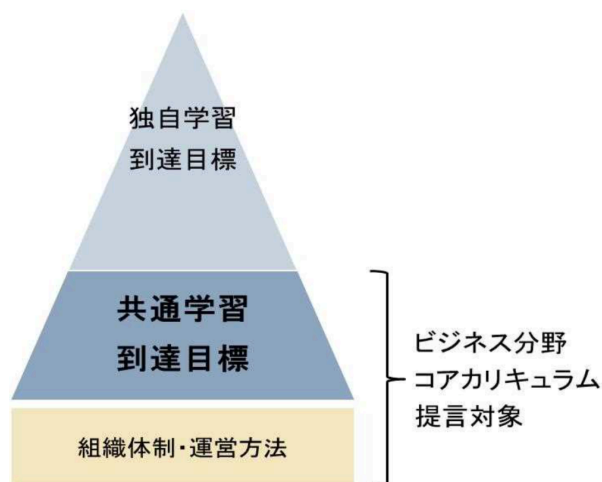 独自学習
到達目標
共通学習
到達目標
組織体制・運営方法
ビジネス分野
コアカリキュラム
提言対象